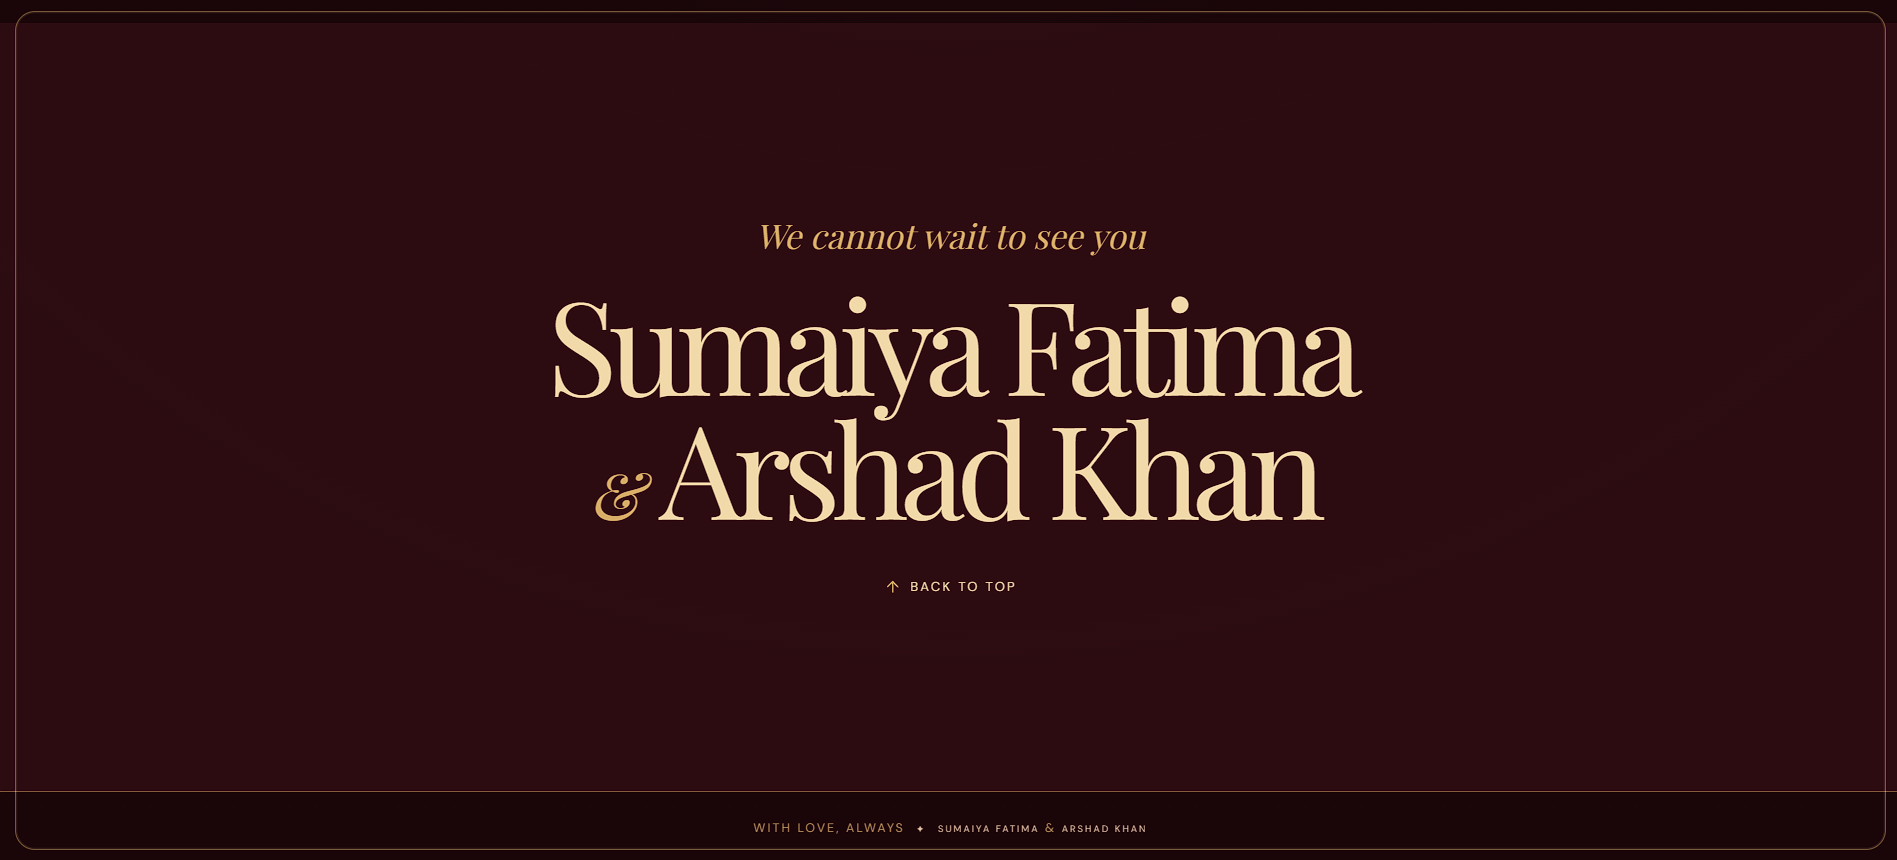 We cannot wait to see you
Sumaiya Fatima
& Arshad Khan
↑ BACK TO TOP
WITH LOVE, ALWAYS ✦ SUMAIYA FATIMA & ARSHAD KHAN